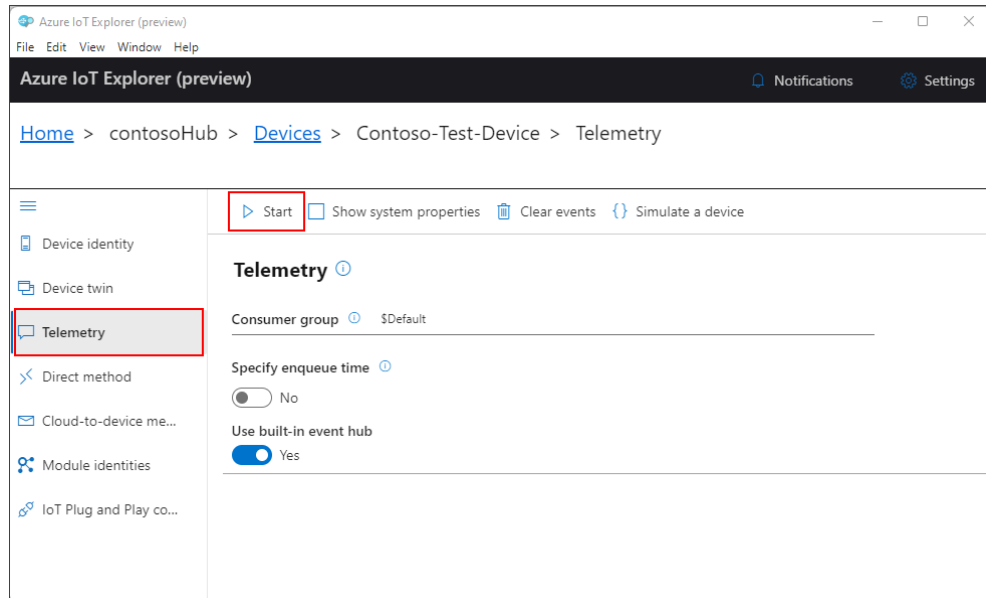 Azure IoT Explorer (preview)
File Edit View Window Help
Azure IoT Explorer (preview) Notifications Settings
Home > contosoHub > Devices > Contoso-Test-Device > Telemetry
Start Show system properties Clear events {} Simulate a device
Device identity
Device twin
Telemetry
Direct method
Cloud-to-device me...
Module identities
IoT Plug and Play co...
Telemetry
Consumer group $Default
Specify enqueue time
No
Use built-in event hub
Yes